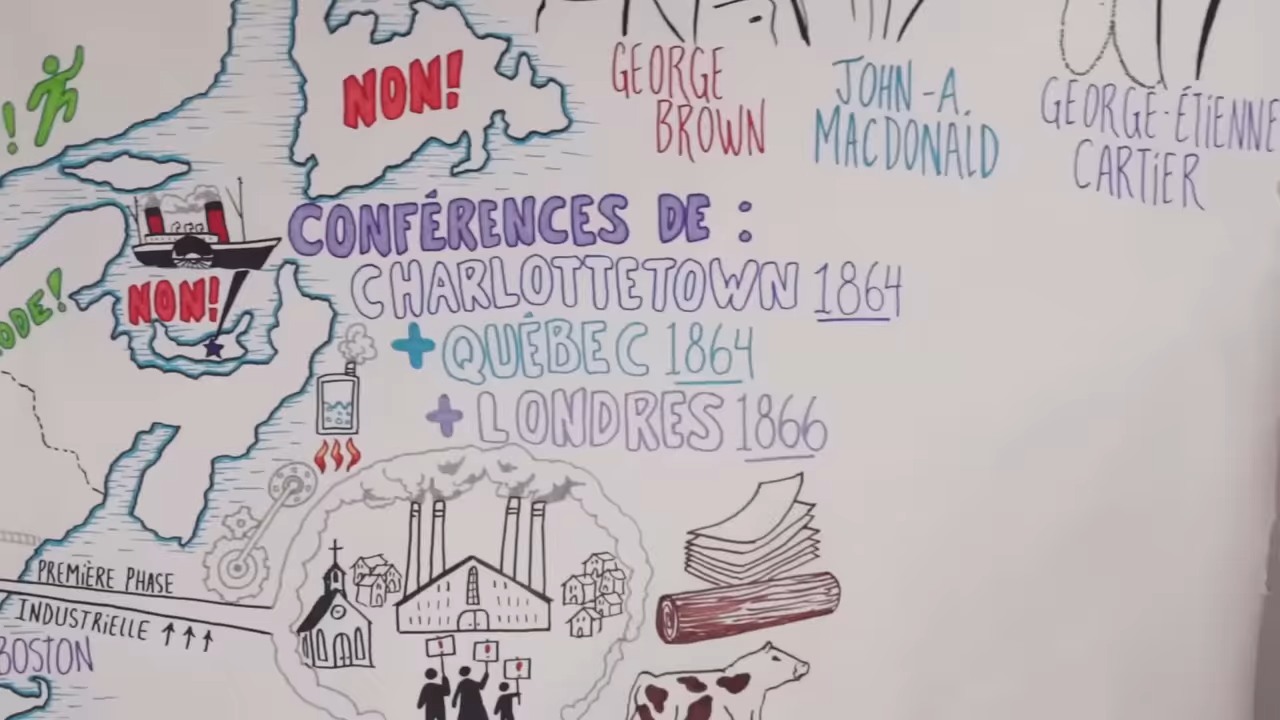 !
NON!
GEORGE
BROWN
JOHN-A.
MACDONALD
GEORGE-ÉTIENNE
CARTIER
CONFÉRENCES DE :
CHARLOTTETOWN 1864
+ QUÉBEC 1864
+ LONDRES 1866
NON!
PREMIÈRE PHASE
INDUSTRIELLE ↑↑↑
BOSTON
! ! !